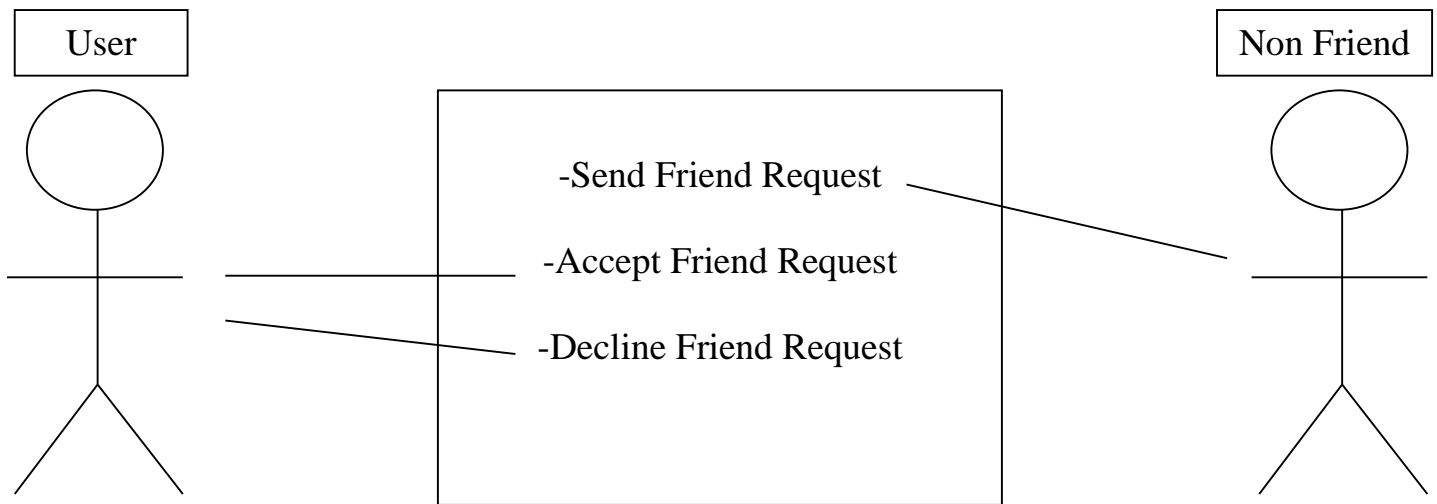 User
Non Friend
-Send Friend Request
-Accept Friend Request
-Decline Friend Request